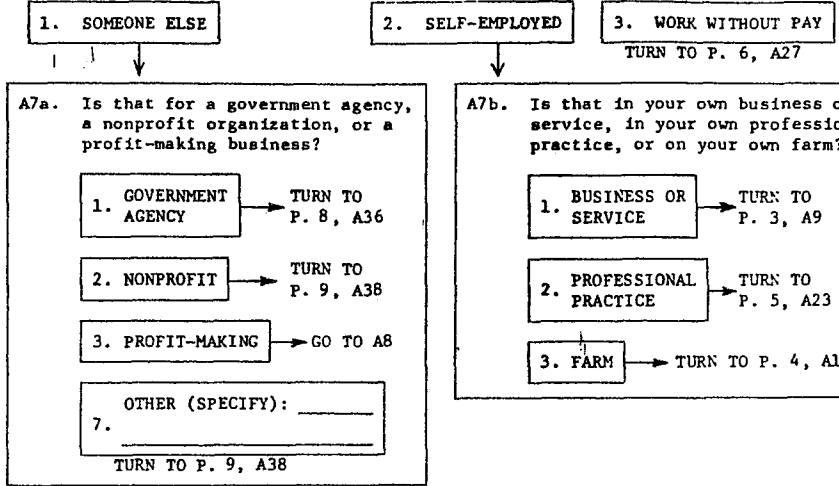 1. SOMEONE ELSE
2. SELF-EMPLOYED
3. WORK WITHOUT PAY
TURN TO P. 6, A27
A7a. Is that for a government agency,
a nonprofit organization, or a
profit-making business?
1. GOVERNMENT
AGENCY
TURN TO
P. 8, A36
2. NONPROFIT
TURN TO
P. 9, A38
3. PROFIT-MAKING
GO TO A8
OTHER (SPECIFY):
7.
TURN TO P. 9, A38
A7b. Is that in your own business
service, in your own
practice, or on your own farm?
1. BUSINESS OR
SERVICE
TURN TO
P. 3, A9
2. PROFESSIONAL
PRACTICE
TURN TO
P. 5, A23
3. FARM
TURN TO P. 4,